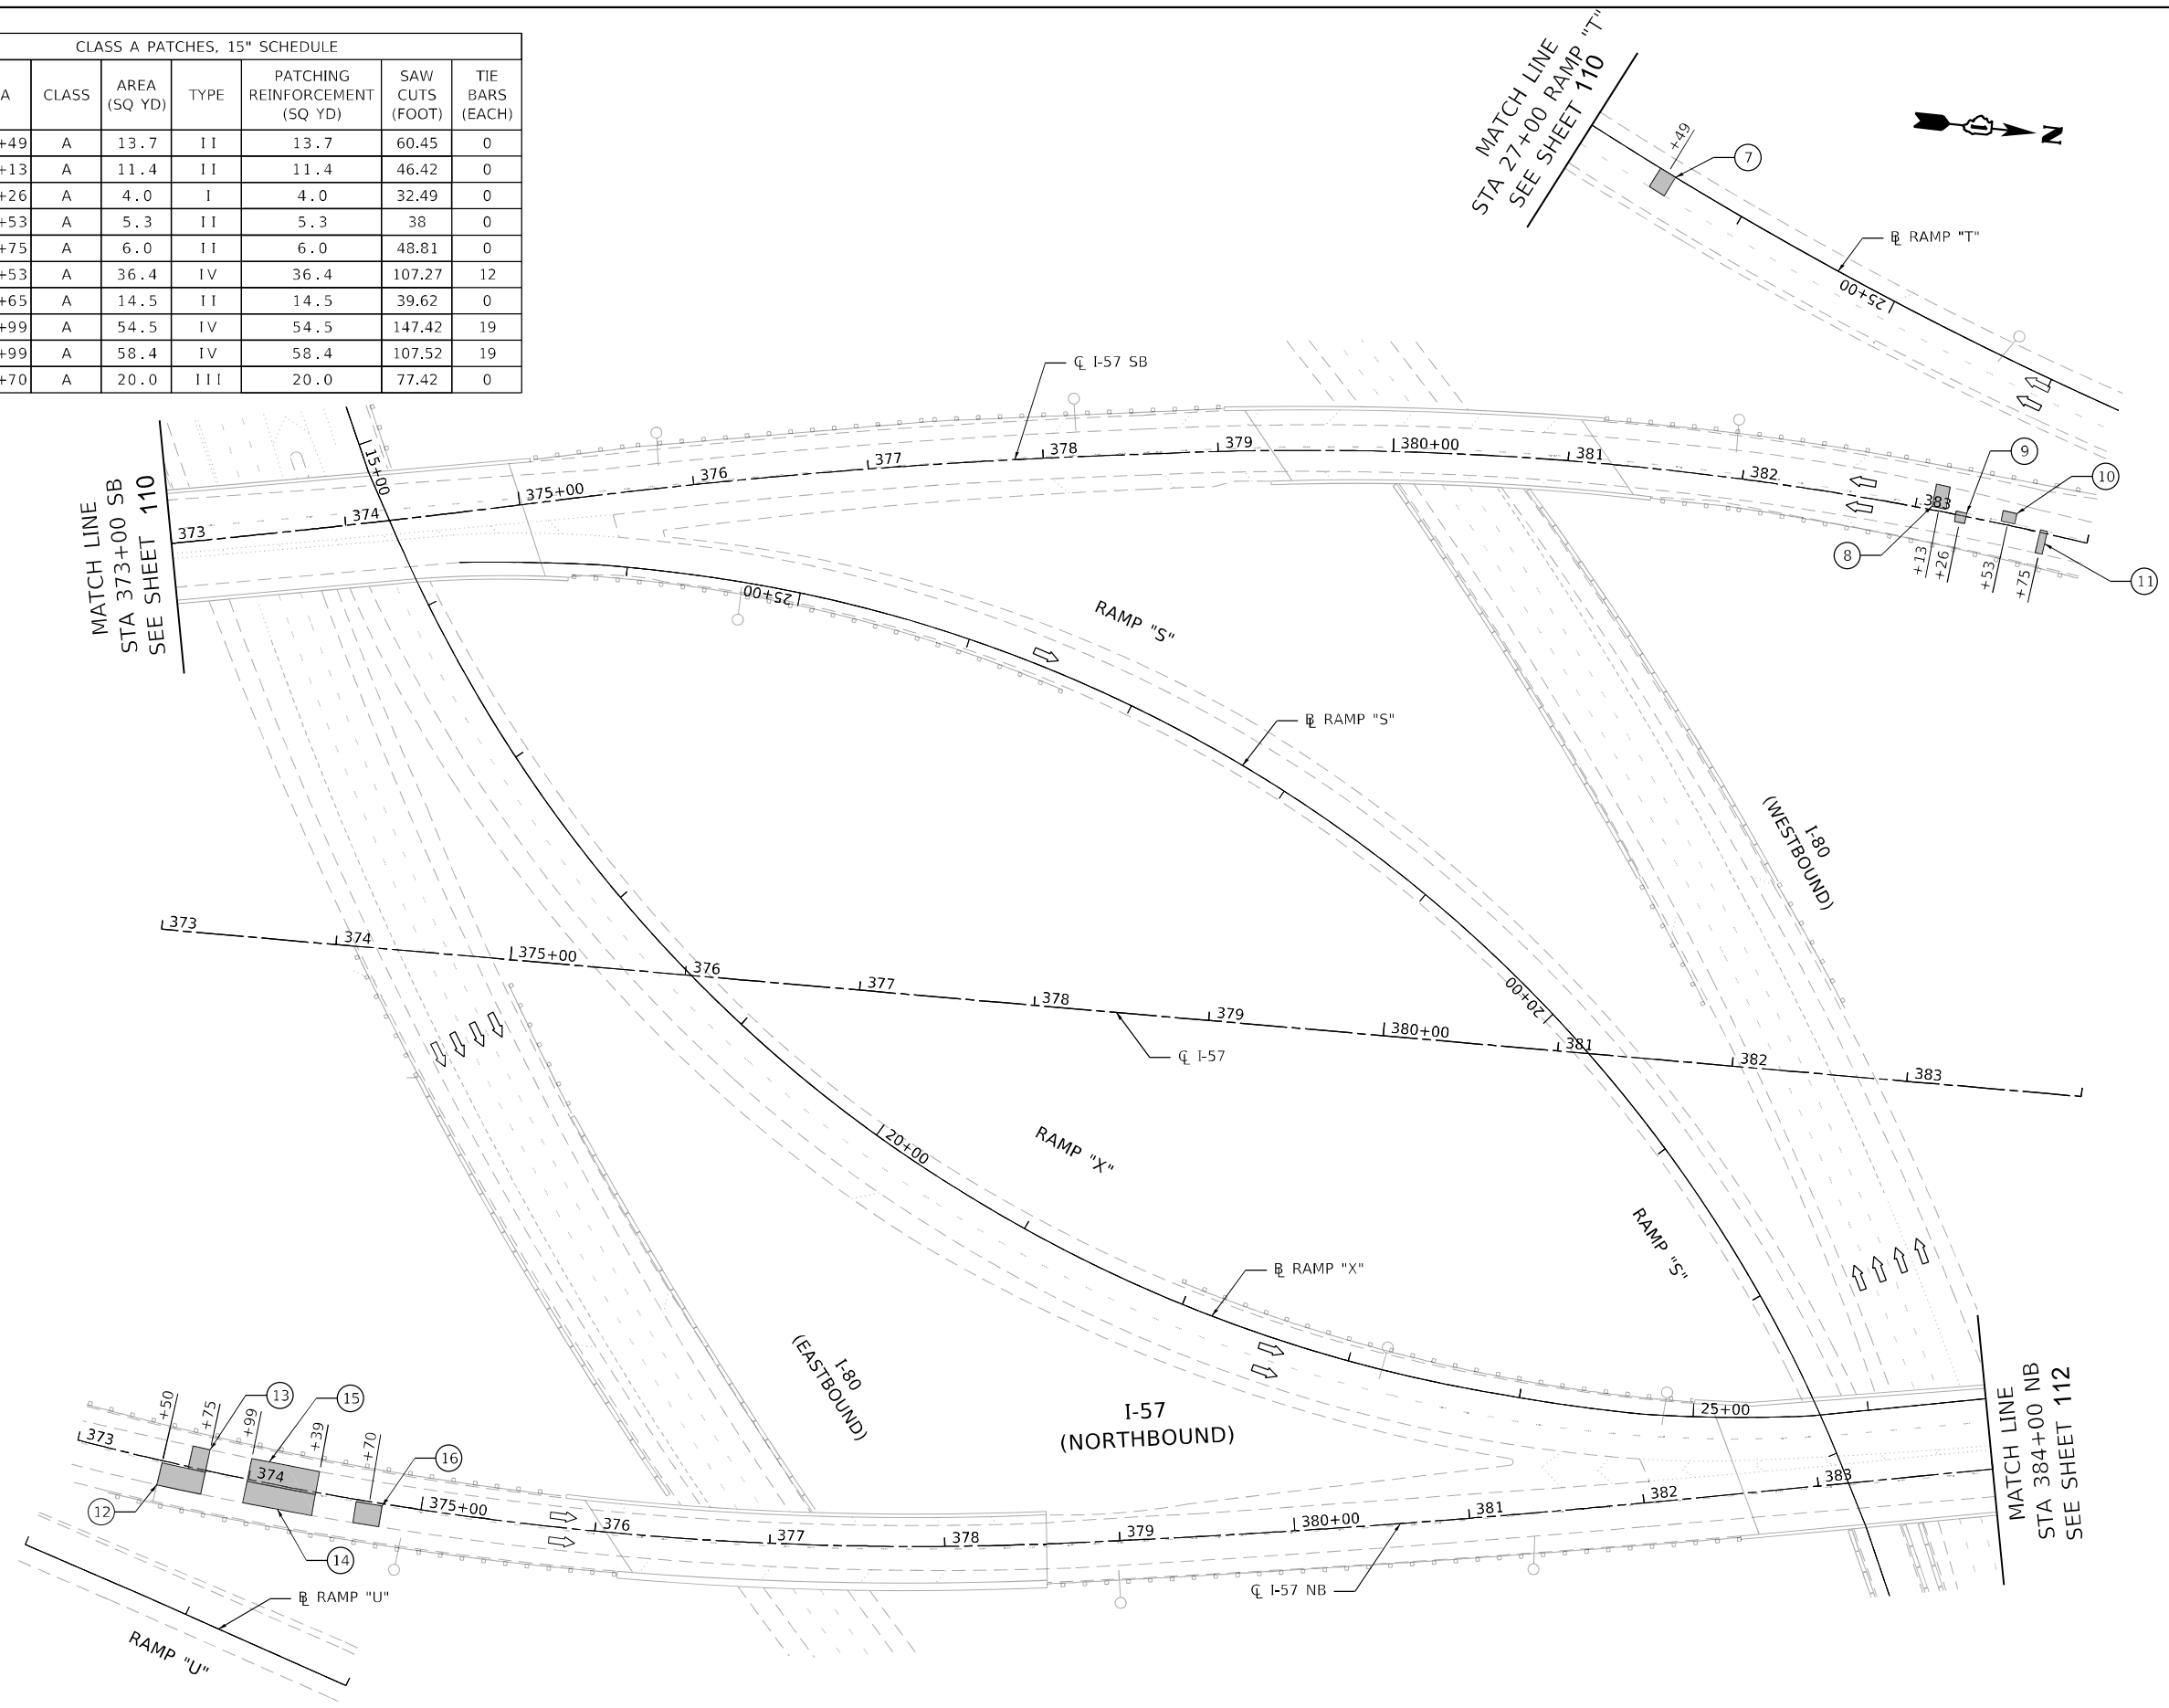 CLASS A PATCHES, 15" SCHEDULE
A CLASS AREA (SQ YD) TYPE PATCHING REINFORCEMENT (SQ YD) SAW CUTS (FOOT) TIE BARS (EACH)
+49 A 13.7 II 13.7 60.45 0
+13 A 11.4 II 11.4 46.42 0
+26 A 4.0 I 4.0 32.49 0
+53 A 5.3 II 5.3 38 0
+75 A 6.0 II 6.0 48.81 0
+53 A 36.4 IV 36.4 107.27 12
+65 A 14.5 II 14.5 39.62 0
+99 A 54.5 IV 54.5 147.42 19
+99 A 58.4 IV 58.4 107.52 19
+70 A 20.0 III 20.0 77.42 0
MATCH LINE
STA 27+00 RAMP "T"
SEE SHEET 110
+49
7
N
℄ RAMP "T"
25+00
℄ I-57 SB
MATCH LINE
STA 373+00 SB
SEE SHEET 110
15+00
373
374
375+00
376
377
378
379
380+00
381
382
383
8
9
10
11
+13
+26
+53
+75
25+00
RAMP "S"
℄ RAMP "S"
I-80
(WESTBOUND)
20+00
373
374
375+00
376
377
378
379
380+00
381
382
383
℄ I-57
20+00
RAMP "X"
RAMP "S"
℄ RAMP "X"
I-80
(EASTBOUND)
I-57
(NORTHBOUND)
25+00
MATCH LINE
STA 384+00 NB
SEE SHEET 112
+50
+75
+99
+39
+70
13
15
16
12
14
373
374
375+00
376
377
378
379
380+00
381
382
383
℄ I-57 NB
℄ RAMP "U"
RAMP "U"